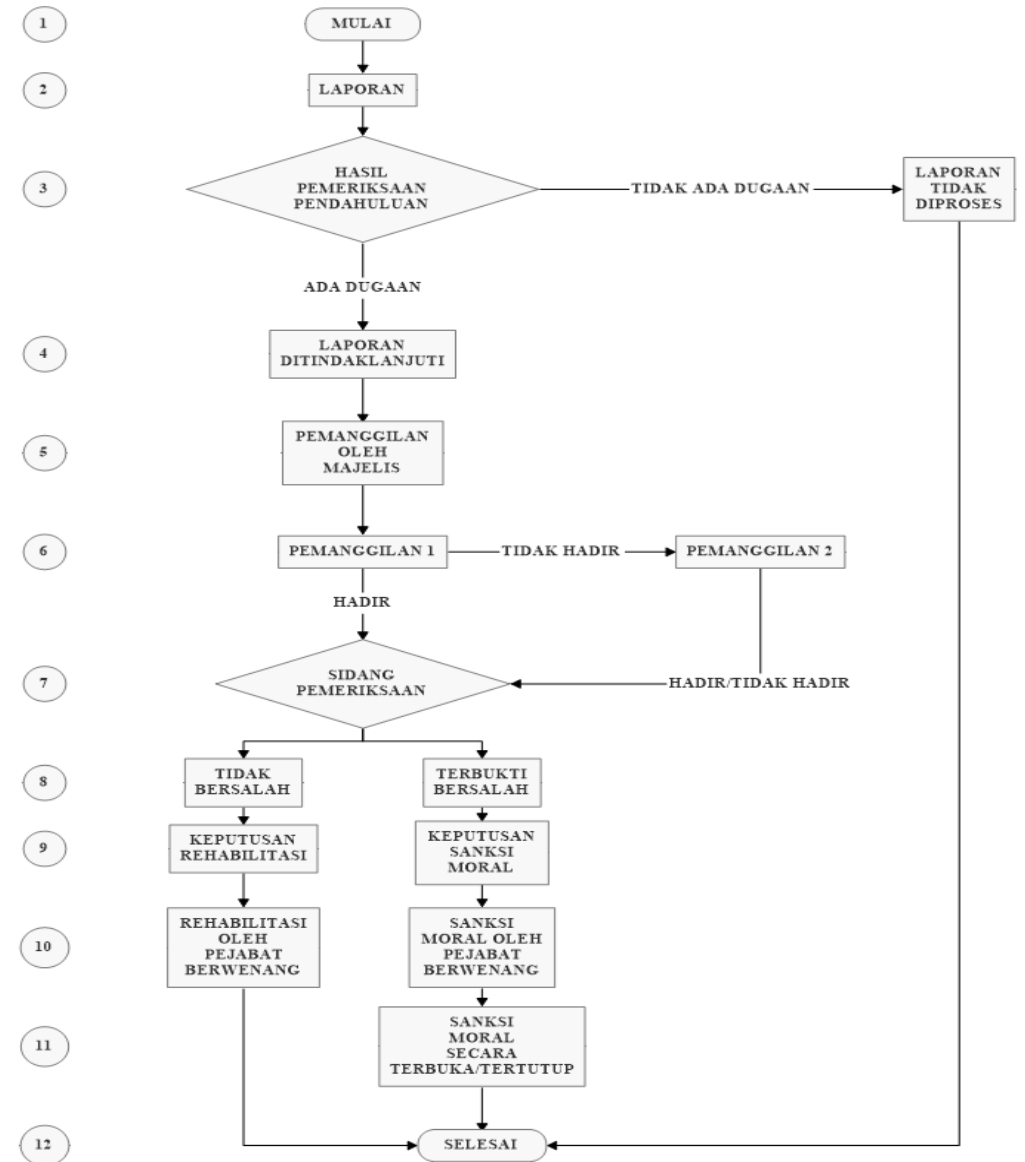 1
MULAI
2
LAPORAN
3
HASIL
PEMERIKSAAN
PENDAHULUAN
TIDAK ADA DUGAAN
LAPORAN
TIDAK
DIPROSES
ADA DUGAAN
4
LAPORAN
DITINDAKLANJUTI
5
PEMANGGILAN
OLEH
MAJELIS
6
PEMANGGILAN 1
TIDAK HADIR
PEMANGGILAN 2
HADIR
7
SIDANG
PEMERIKSAAN
HADIR/TIDAK HADIR
8
TIDAK
BERSALAH
TERBUKTI
BERSALAH
9
KEPUTUSAN
REHABILITASI
KEPUTUSAN
SANKSI
MORAL
10
REHABILITASI
OLEH
PEJABAT
BERWENANG
SANKSI
MORAL OLEH
PEJABAT
BERWENANG
11
SANKSI
MORAL
SECARA
TERBUKA/TERTUTUP
12
SELESAI